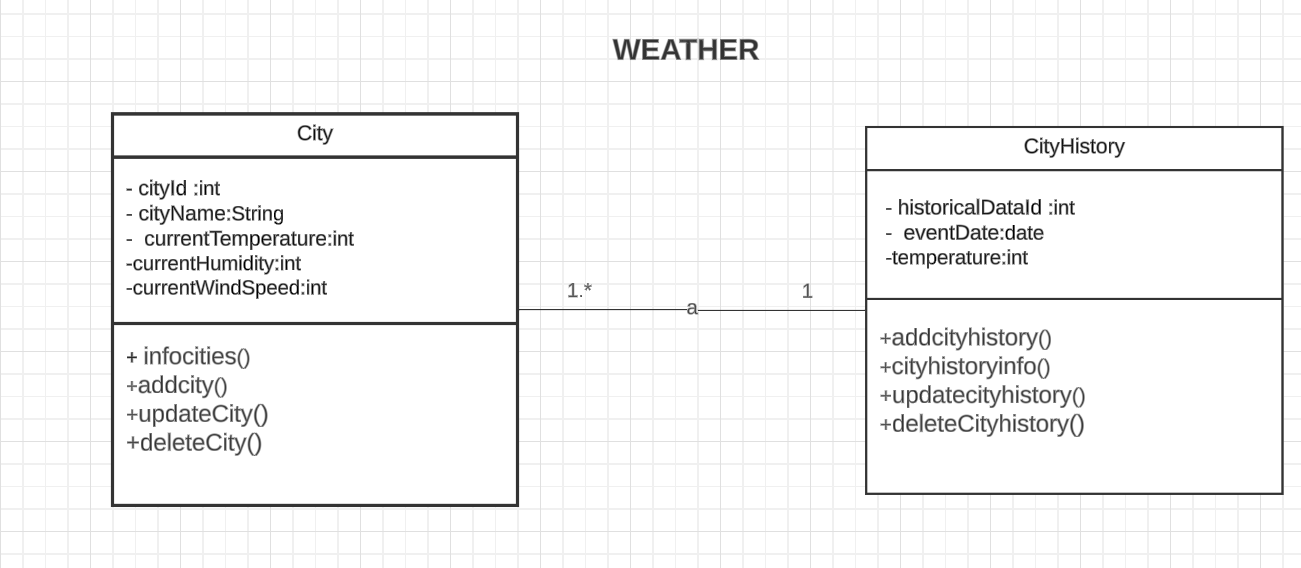 WEATHER
City
- cityId :int
- cityName:String
- currentTemperature:int
-currentHumidity:int
-currentWindSpeed:int
+ infocities()
+addcity()
+updateCity()
+deleteCity()
1.*
a
1
CityHistory
- historicalDataId :int
- eventDate:date
-temperature:int
+addcityhistory()
+cityhistoryinfo()
+updatecityhistory()
+deleteCityhistory()